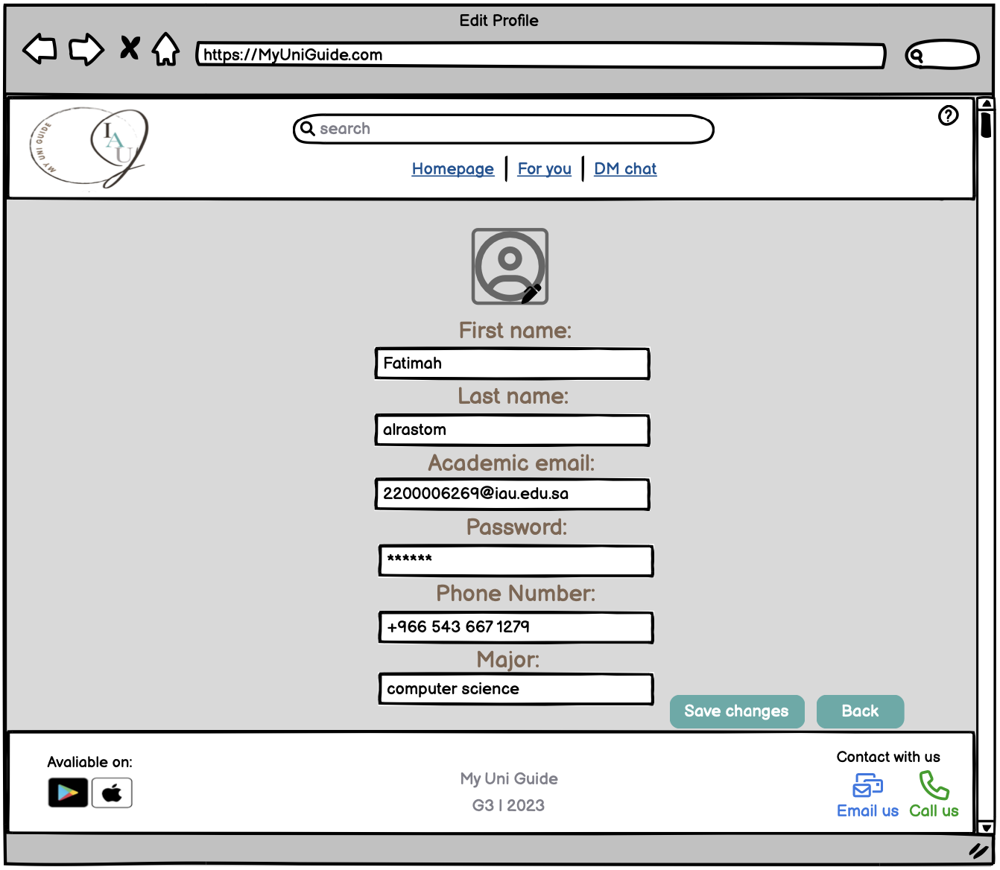 Edit Profile
https://MyUniGuide.com
MY UNI GUIDE
IAU
search
Homepage | For you | DM chat
First name:
Fatimah
Last name:
alrastom
Academic email:
2200006269@iau.edu.sa
Password:
******
Phone Number:
+966 543 667 1279
Major:
computer science
Save changes
Back
Avaliable on:
My Uni Guide
G3 | 2023
Contact with us
Email us
Call us